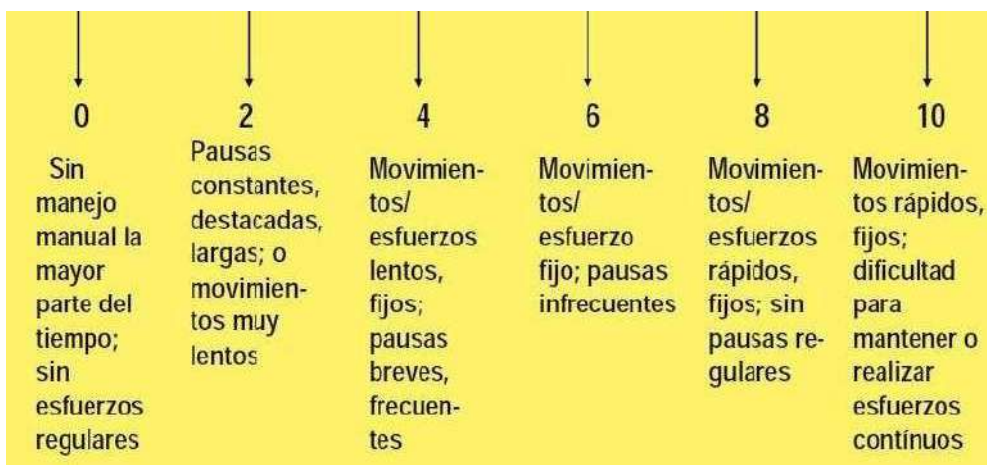 0
Sin
manejo
manual la
mayor
parte del
tiempo;
sin
esfuerzos
regulares
2
Pausas
constantes,
destacadas,
largas; o
movimien-
tos muy
lentos
4
Movimien-
tos/
esfuerzos
lentos,
fijos;
pausas
breves,
frecuen-
tes
6
Movimien-
tos/
esfuerzo
fijo; pausas
infrecuentes
8
Movimien-
tos/
esfuerzos
rápidos,
fijos; sin
pausas re-
gulares
10
Movimien-
tos rápidos,
fijos;
dificultad
para
mantener o
realizar
esfuerzos
contínuos